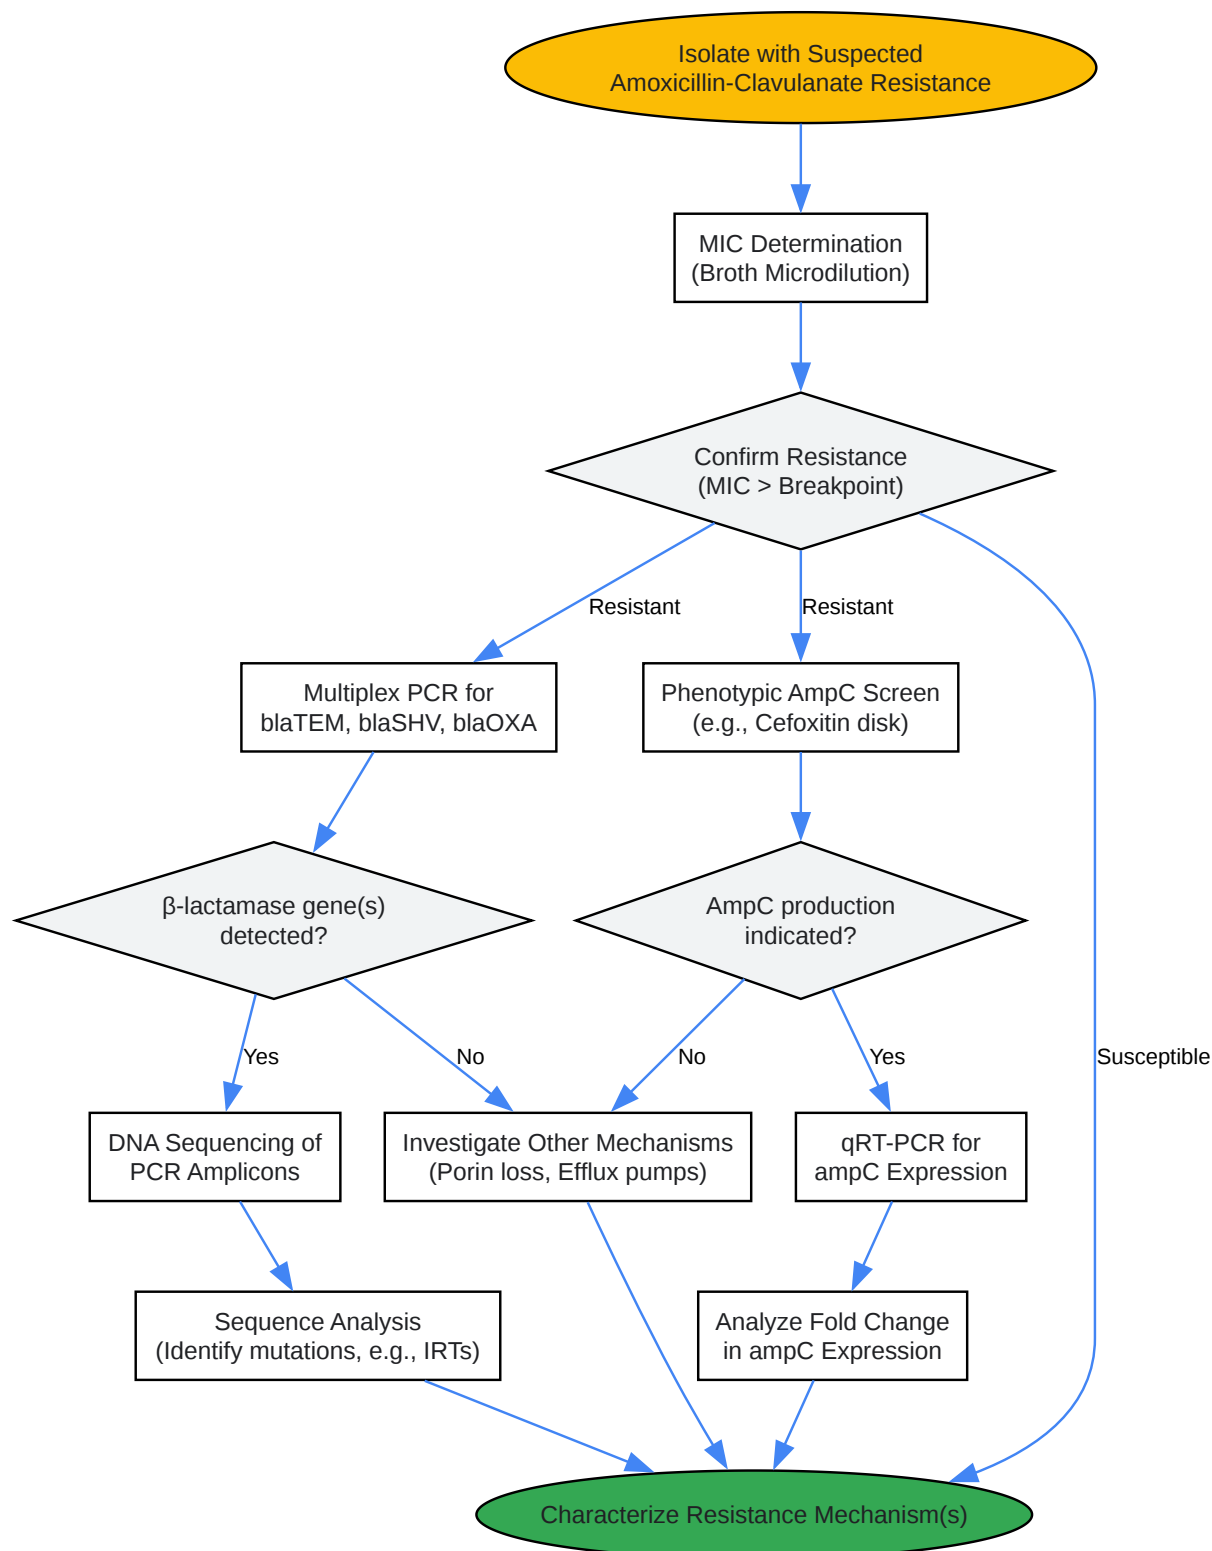 Isolate with Suspected
Amoxicillin-Clavulanate Resistance
MIC Determination
(Broth Microdilution)
Confirm Resistance
(MIC > Breakpoint)
Resistant
Resistant
Multiplex PCR for
blaTEM, blaSHV, blaOXA
Phenotypic AmpC Screen
(e.g., Cefoxitin disk)
β-lactamase gene(s)
detected?
AmpC production
indicated?
Yes
No
No
Yes
Susceptible
DNA Sequencing of
PCR Amplicons
Investigate Other Mechanisms
(Porin loss, Efflux pumps)
qRT-PCR for
ampC Expression
Sequence Analysis
(Identify mutations, e.g., IRTs)
Analyze Fold Change
in ampC Expression
Characterize Resistance Mechanism(s)